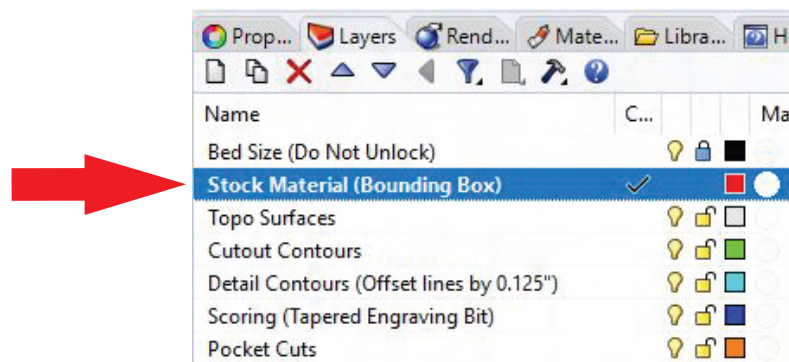 Prop... Layers Rend... Mate... Libra... H
Name C... Ma
Bed Size (Do Not Unlock)
Stock Material (Bounding Box)
Topo Surfaces
Cutout Contours
Detail Contours (Offset lines by 0.125")
Scoring (Tapered Engraving Bit)
Pocket Cuts